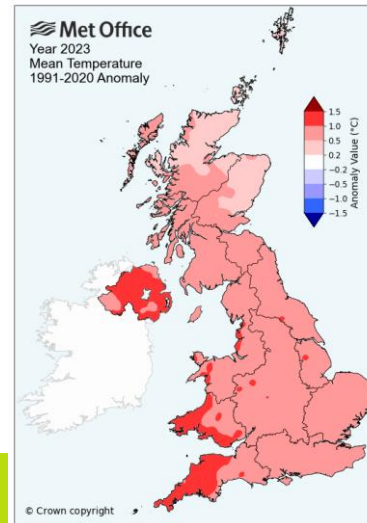 Met Office
Year 2023
Mean Temperature
1991-2020 Anomaly
1.5
1.0
0.5
0.2
−0.2
−0.5
−1.0
−1.5
Anomaly Value (°C)
© Crown copyright